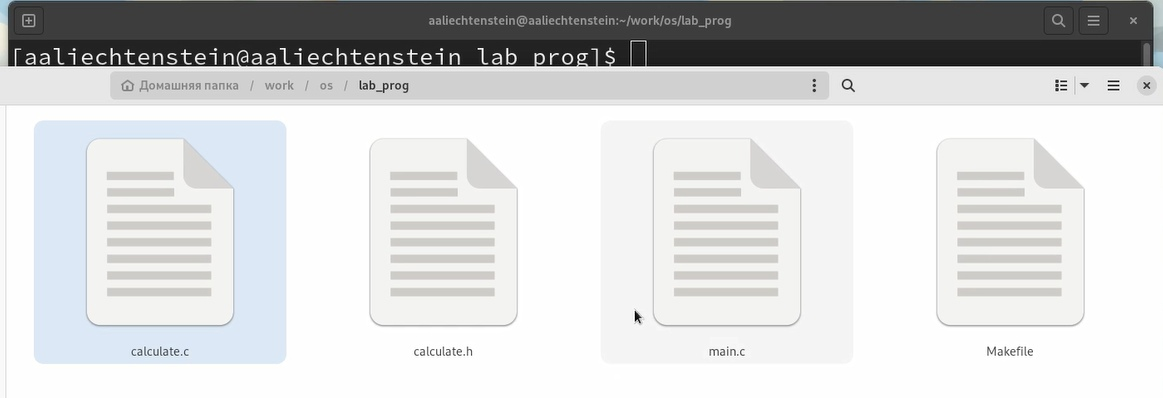 aaliechtenstein@aaliechtenstein:~/work/os/lab_prog
[aaliechtenstein@aaliechtenstein lab_prog]$
Домашняя папка / work / os / lab_prog
calculate.c calculate.h main.c Makefile